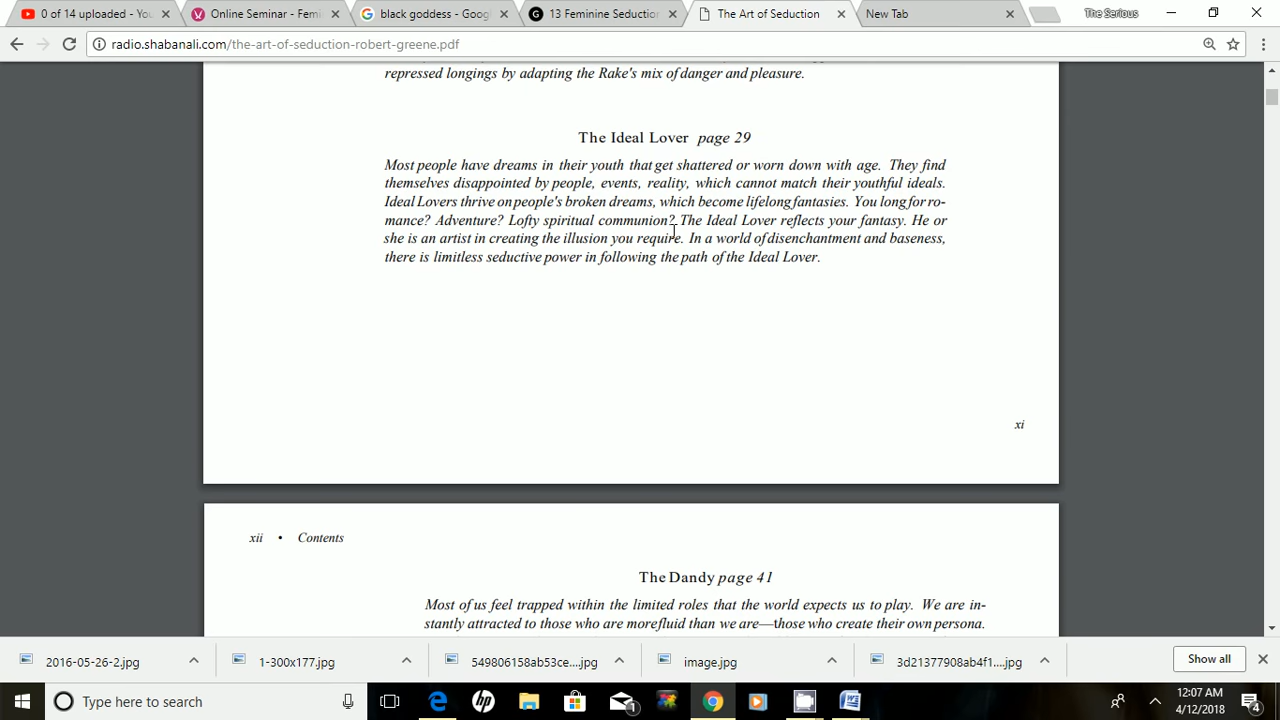 0 of 14 uploaded - You
Online Seminar - Femi
black goddess - Goog
13 Feminine Seduction
The Art of Seduction
New Tab
The Serious
radio.shabanali.com/the-art-of-seduction-robert-greene.pdf
repressed longings by adapting the Rake's mix of danger and pleasure.
The Ideal Lover page 29
Most people have dreams in their youth that get shattered or worn down with age. They find
themselves disappointed by people, events, reality, which cannot match their youthful ideals.
Ideal Lovers thrive on people's broken dreams, which become lifelong fantasies. You long for ro-
mance? Adventure? Lofty spiritual communion? The Ideal Lover reflects your fantasy. He or
she is an artist in creating the illusion you require. In a world of disenchantment and baseness,
there is limitless seductive power in following the path of the Ideal Lover.
xi
xii • Contents
The Dandy page 41
Most of us feel trapped within the limited roles that the world expects us to play. We are in-
stantly attracted to those who are more fluid than we are—those who create their own persona.
2016-05-26-2.jpg
1-300x177.jpg
549806158ab53ce....jpg
image.jpg
3d21377908ab4f1....jpg
Show all
Type here to search
hp
1
W
12:07 AM
4/12/2018
4